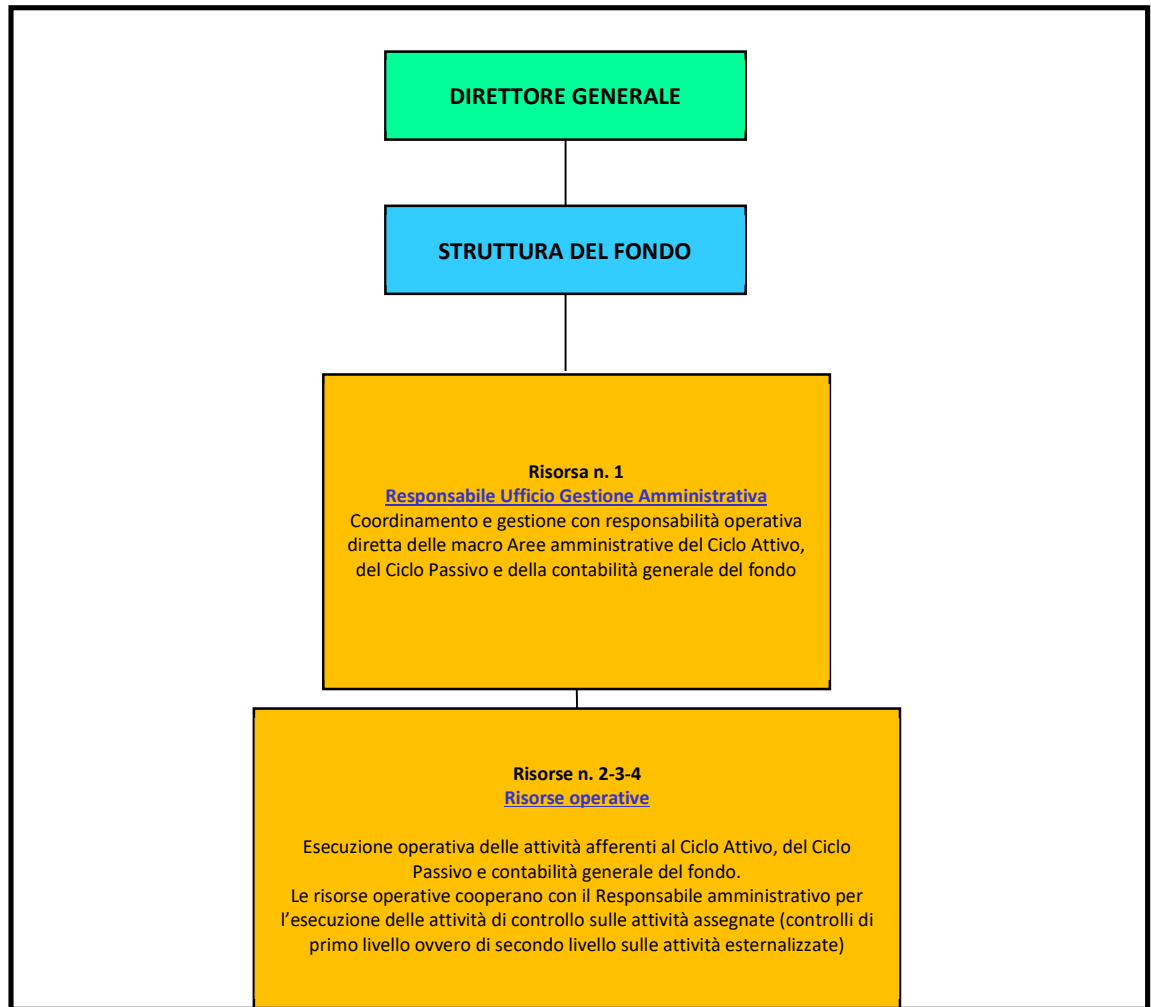 DIRETTORE GENERALE
STRUTTURA DEL FONDO
Risorsa n. 1
Responsabile Ufficio Gestione Amministrativa
Coordinamento e gestione con responsabilità operativa
diretta delle macro Aree amministrative del Ciclo Attivo,
del Ciclo Passivo e della contabilità generale del fondo
Risorse n. 2-3-4
Risorse operative
Esecuzione operativa delle attività afferenti al Ciclo Attivo, del Ciclo
Passivo e contabilità generale del fondo.
Le risorse operative cooperano con il Responsabile amministrativo per
l’esecuzione delle attività di controllo sulle attività assegnate (controlli di
primo livello ovvero di secondo livello sulle attività esternalizzate)